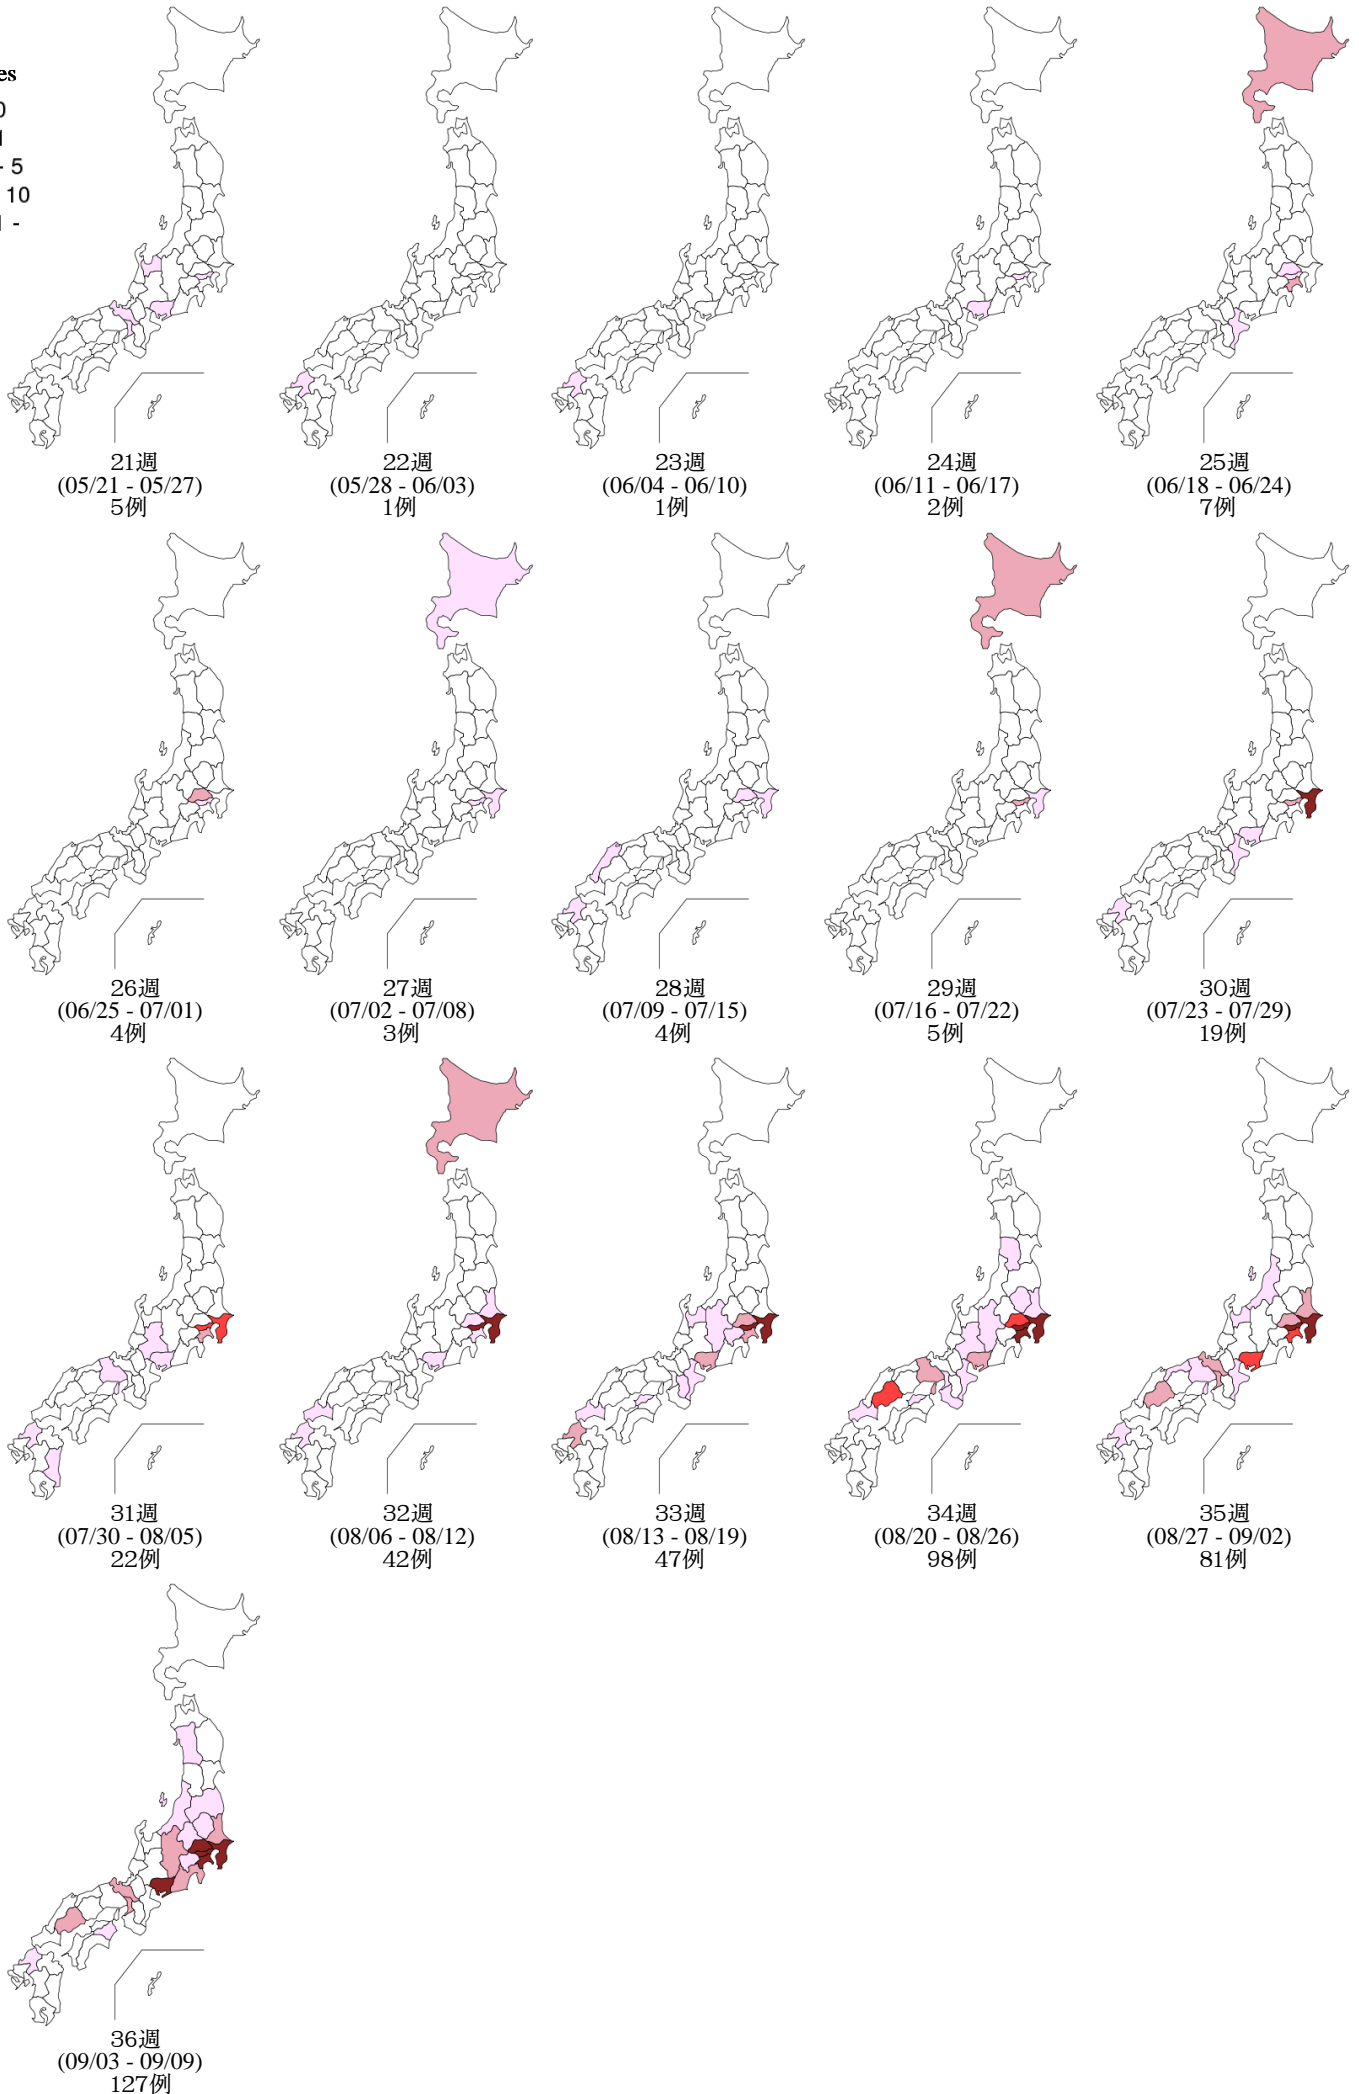 es
0
1
- 5
10
1 -
21週
(05/21 - 05/27)
5例
22週
(05/28 - 06/03)
1例
23週
(06/04 - 06/10)
1例
24週
(06/11 - 06/17)
2例
25週
(06/18 - 06/24)
7例
26週
(06/25 - 07/01)
4例
27週
(07/02 - 07/08)
3例
28週
(07/09 - 07/15)
4例
29週
(07/16 - 07/22)
5例
30週
(07/23 - 07/29)
19例
31週
(07/30 - 08/05)
22例
32週
(08/06 - 08/12)
42例
33週
(08/13 - 08/19)
47例
34週
(08/20 - 08/26)
98例
35週
(08/27 - 09/02)
81例
36週
(09/03 - 09/09)
127例